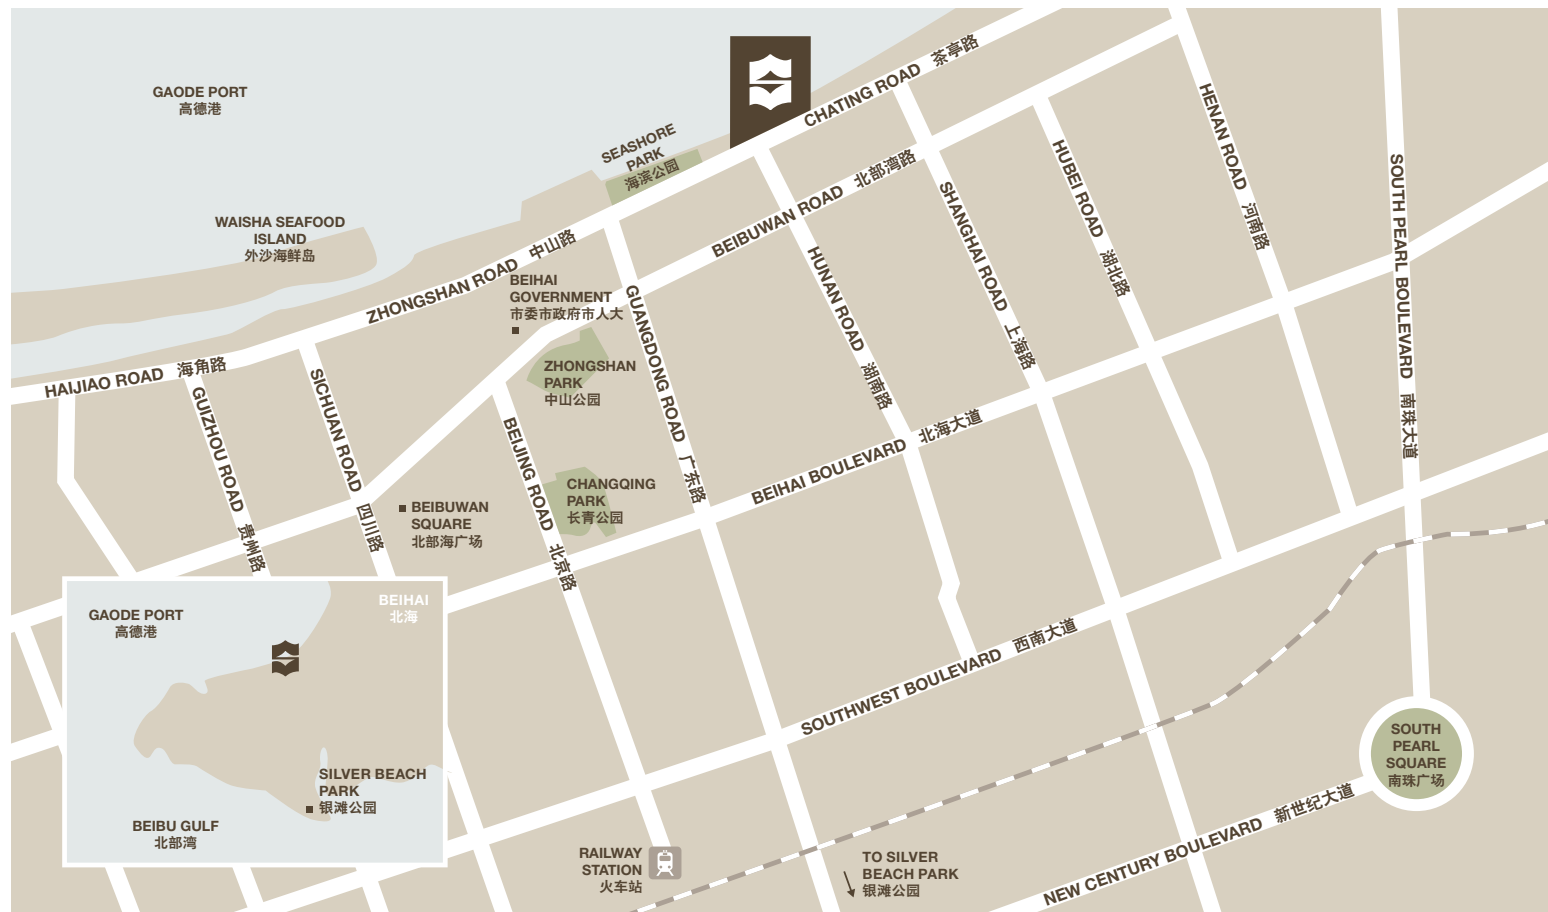 GAODE PORT
高德港
SEASHORE
PARK
海滨公园
CHATING ROAD 茶亭路
WAISHA SEAFOOD
ISLAND
外沙海鲜岛
ZHONGSHAN ROAD 中山路
BEIBUWAN ROAD 北部湾路
HENAN ROAD 河南路
HUBEI ROAD 湖北路
SHANGHAI ROAD 上海路
HUNAN ROAD 湖南路
SOUTH PEARL BOULEVARD 南珠大道
BEIHAI
GOVERNMENT
市委市政府市人大
GUANGDONG ROAD 广东路
HAIJIAO ROAD 海角路
GUIZHOU ROAD 贵州路
SICHUAN ROAD 四川路
ZHONGSHAN
PARK
中山公园
BEIJING ROAD 北京路
BEIHAI BOULEVARD 北海大道
CHANGQING
PARK
长青公园
BEIBUWAN
SQUARE
北部海广场
BEIHAI
北海
GAODE PORT
高德港
SILVER BEACH
PARK
银滩公园
BEIBU GULF
北部湾
SOUTHWEST BOULEVARD 西南大道
SOUTH
PEARL
SQUARE
南珠广场
NEW CENTURY BOULEVARD 新世纪大道
RAILWAY
STATION
火车站
TO SILVER
BEACH PARK
银滩公园